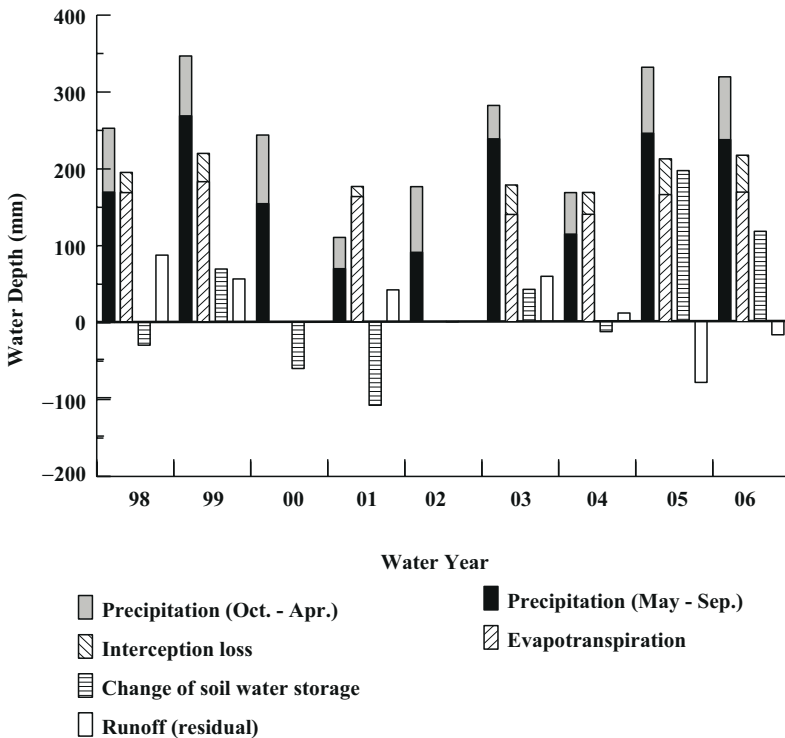 400
300
200
100
0
−100
−200
Water Depth (mm)
98 99 00 01 02 03 04 05 06
Water Year
Precipitation (Oct. - Apr.)
Precipitation (May - Sep.)
Interception loss
Evapotranspiration
Change of soil water storage
Runoff (residual)